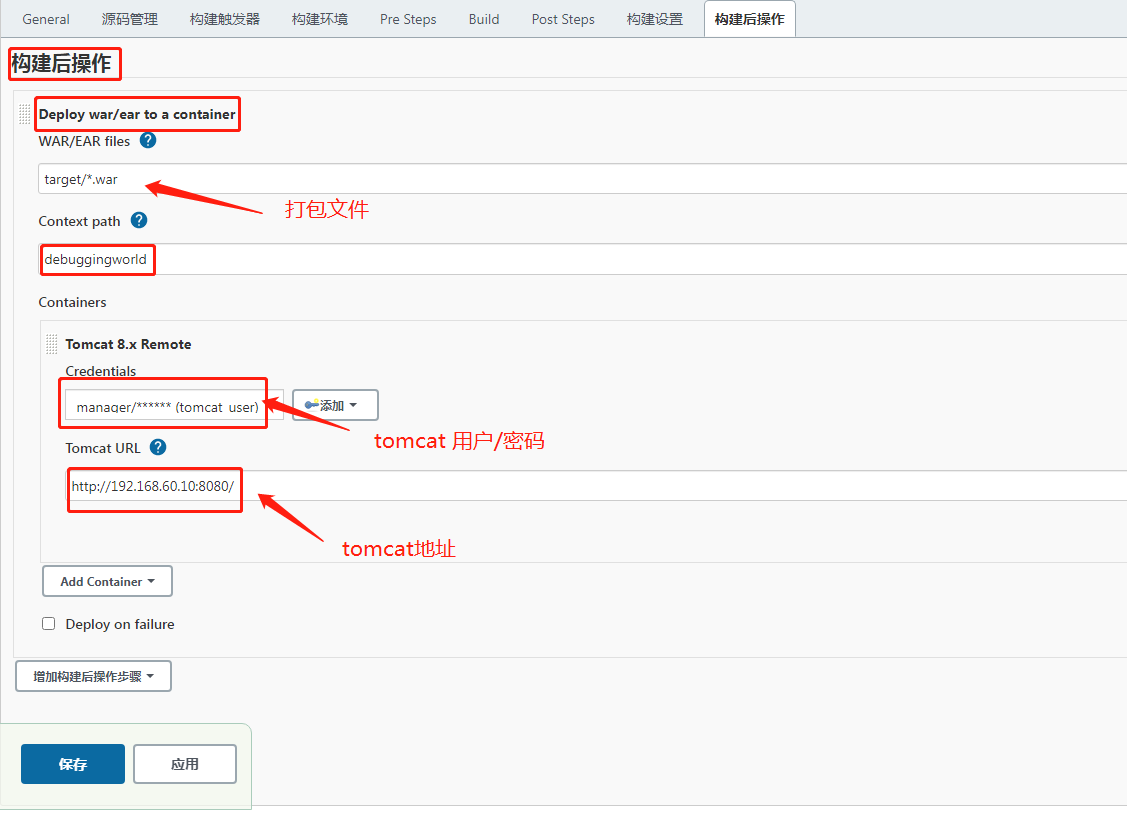 General 源码管理 构建触发器 构建环境 Pre Steps Build Post Steps 构建设置 构建后操作
构建后操作
Deploy war/ear to a container
WAR/EAR files ?
target/*.war
打包文件
Context path ?
debuggingworld
Containers
Tomcat 8.x Remote
Credentials
manager/****** (tomcat_user) 添加
tomcat 用户/密码
Tomcat URL ?
http://192.168.60.10:8080/
tomcat地址
Add Container
Deploy on failure
增加构建后操作步骤
保存 应用